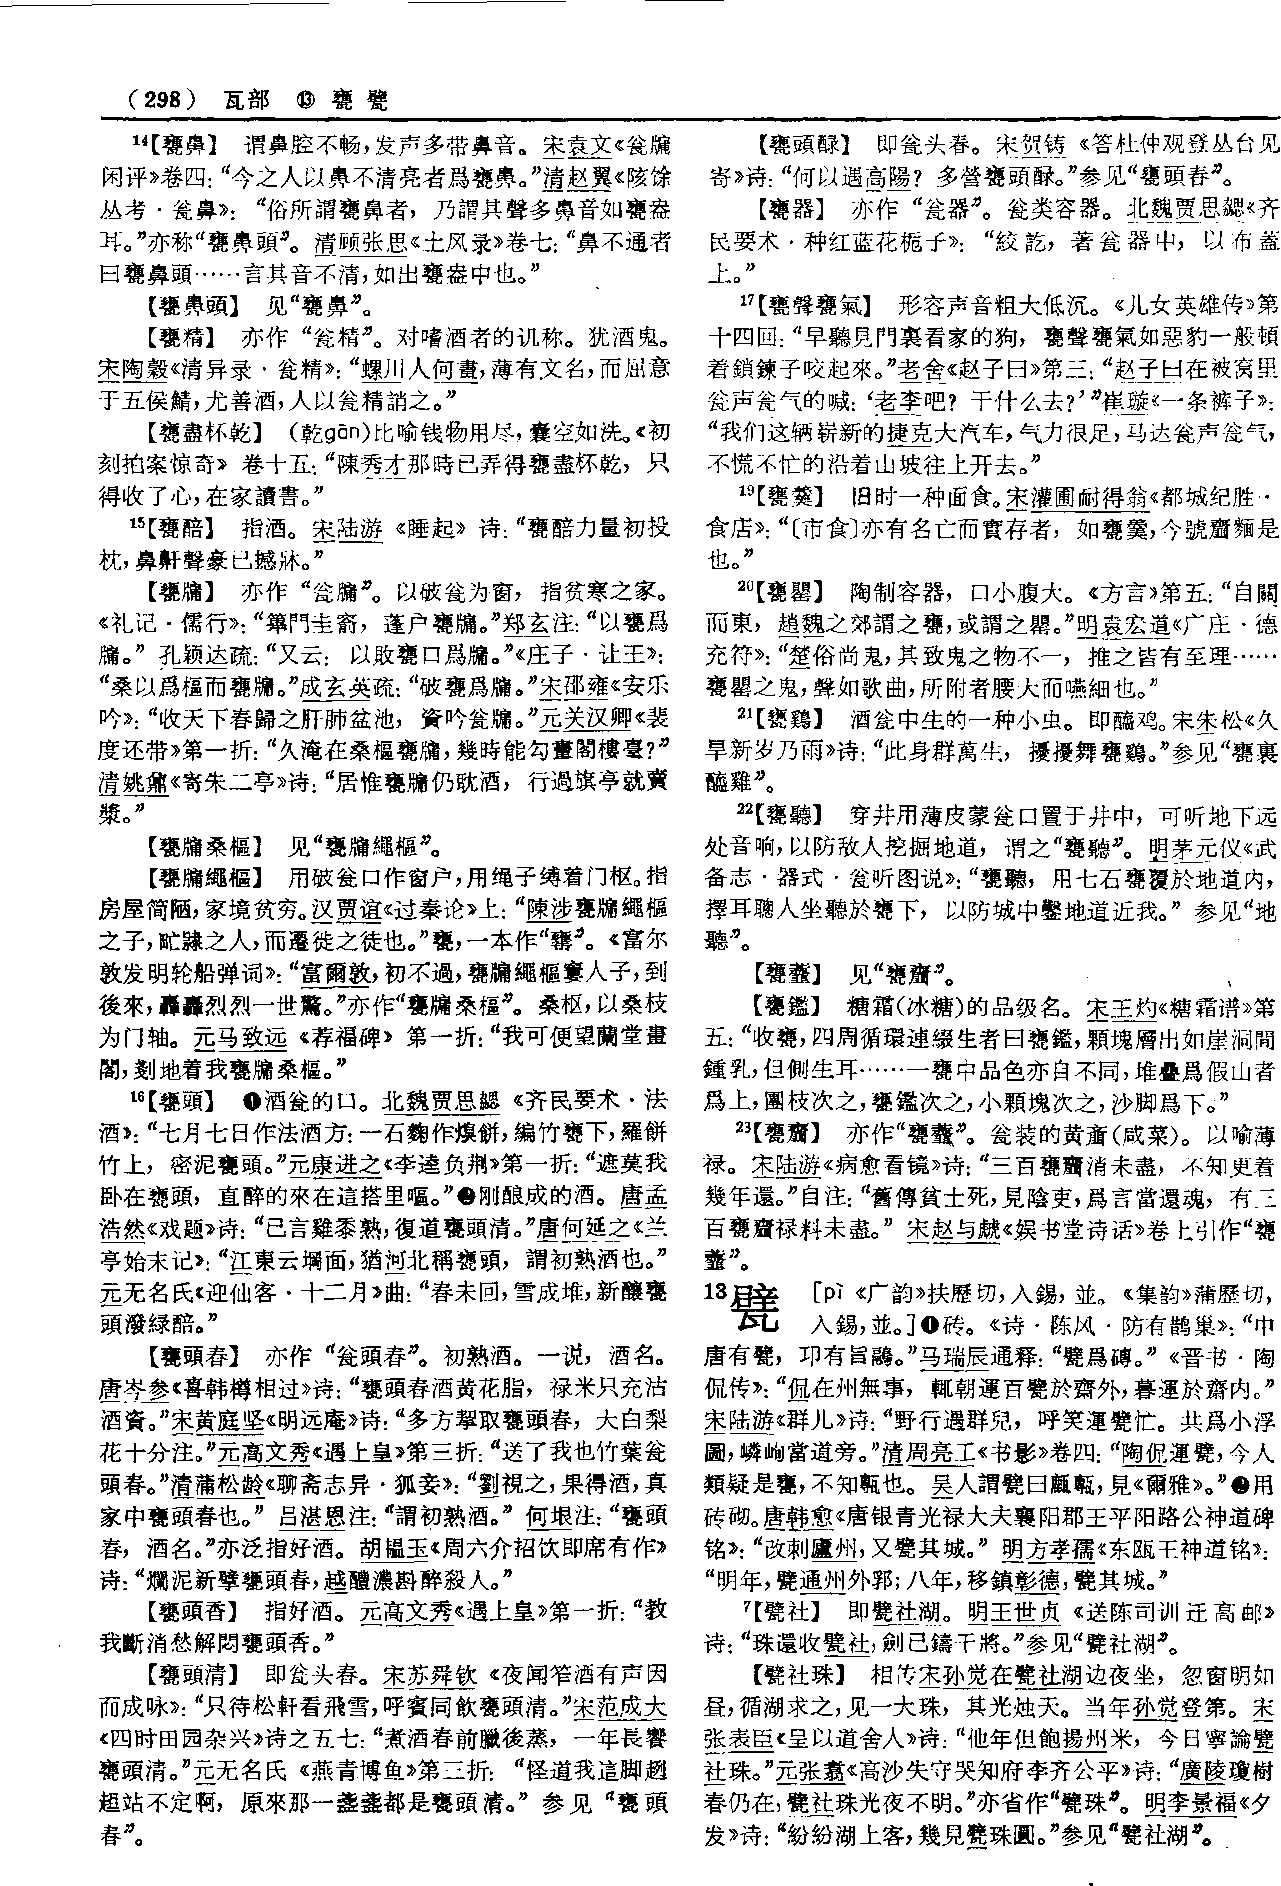 （298） 瓦部 ⑬ 甕 甓
14【甕鼻】 谓鼻腔不畅，发声多带鼻音。宋袁文《瓮牖
闲评》卷四：“今之人以鼻不清亮者爲甕鼻。”清赵翼《陔馀
丛考·瓮鼻》：“俗所謂甕鼻者，乃謂其聲多鼻音如甕盎
耳。”亦称“甕鼻頭”。清顾张思《土风录》卷七：“鼻不通者
曰甕鼻頭……言其音不清，如出甕盎中也。”
【甕鼻頭】 见“甕鼻”。
【甕精】 亦作“瓮精”。对嗜酒者的讥称。犹酒鬼。
宋陶穀《清异录·瓮精》：“螺川人何畫，薄有文名，而屈意
于五侯鯖，尤善酒，人以瓮精誚之。”
【甕盡杯乾】 （乾gān）比喻钱物用尽，囊空如洗。《初
刻拍案惊奇》卷十五：“陳秀才那時已弄得甕盡杯乾，只
得收了心，在家讀書。”
15【甕醅】 指酒。宋陆游《睡起》诗：“甕醅力量初投
枕，鼻鼾聲豪已撼牀。”
【甕牖】 亦作“瓮牖”。以破瓮为窗，指贫寒之家。
《礼记·儒行》：“篳門圭窬，蓬户甕牖。”郑玄注：“以甕爲
牖。”孔颖达疏：“又云：以敗甕口爲牖。”《庄子·让王》：
“桑以爲樞而甕牖。”成玄英疏：“破甕爲牖。”宋邵雍《安乐
吟》：“收天下春歸之肝肺盆池，資吟瓮牖。”元关汉卿《裴
度还带》第一折：“久淹在桑樞甕牖，幾時能勾畫閣樓臺？”
清姚鼐《寄朱二亭》诗：“居惟甕牖仍耽酒，行過旗亭就賣
漿。”
【甕牖桑樞】 见“甕牖繩樞”。
【甕牖繩樞】 用破瓮口作窗户，用绳子缚着门枢。指
房屋简陋，家境贫穷。汉贾谊《过秦论》上：“陳涉甕牖繩樞
之子，甿隸之人，而遷徙之徒也。”甕，一本作“罋”。《富尔
敦发明轮船弹词》：“富爾敦，初不過，甕牖繩樞窶人子，到
後來，轟轟烈烈一世驚。”亦作“甕牖桑樞”。桑枢，以桑枝
为门轴。元马致远《荐福碑》第一折：“我可便望蘭堂畫
閣，剗地着我甕牖桑樞。”
16【甕頭】 ❶酒瓮的口。北魏贾思勰《齐民要术·法
酒》：“七月七日作法酒方：一石麴作燠餅，編竹甕下，羅餅
竹上，密泥甕頭。”元康进之《李逵负荆》第一折：“遮莫我
卧在甕頭，直醉的來在這搭里嘔。”❷刚酿成的酒。唐孟
浩然《戏题》诗：“已言雞黍熟，復道甕頭清。”唐何延之《兰
亭始末记》：“江東云堈面，猶河北稱甕頭，謂初熟酒也。”
元无名氏《迎仙客·十二月》曲：“春未回，雪成堆，新釀甕
頭潑緑醅。”
【甕頭春】 亦作“瓮頭春”。初熟酒。一说，酒名。
唐岑参《喜韩樽相过》诗：“甕頭春酒黄花脂，禄米只充沽
酒資。”宋黄庭坚《明远庵》诗：“多方挈取甕頭春，大白梨
花十分注。”元高文秀《遇上皇》第三折：“送了我也竹葉瓮
頭春。”清蒲松龄《聊斋志异·狐妾》：“劉視之，果得酒，真
家中甕頭春也。”吕湛恩注：“謂初熟酒。”何垠注：“甕頭
春，酒名。”亦泛指好酒。胡韫玉《周六介招饮即席有作》
诗：“爛泥新擘甕頭春，越醴濃斟醉殺人。”
【甕頭香】 指好酒。元高文秀《遇上皇》第一折：“教
我斷消愁解悶甕頭香。”
【甕頭清】 即瓮头春。宋苏舜钦《夜闻笮酒有声因
而成咏》：“只待松軒看飛雪，呼賓同飲甕頭清。”宋范成大
《四时田园杂兴》诗之五七：“煮酒春前臘後蒸，一年長饗
甕頭清。”元无名氏《燕青博鱼》第三折：“怪道我這脚趔
趄站不定啊，原來那一盞盞都是甕頭清。”参见“甕頭
春”。
【甕頭醁】 即瓮头春。宋贺铸《答杜仲观登丛台见
寄》诗：“何以遇高陽？多營甕頭醁。”参见“甕頭春”。
【甕器】 亦作“瓮器”。瓮类容器。北魏贾思勰《齐
民要术·种红蓝花栀子》：“絞訖，著瓮器中，以布蓋
上。”
17【甕聲甕氣】 形容声音粗大低沉。《儿女英雄传》第
十四回：“早聽見門裏看家的狗，甕聲甕氣如惡豹一般頓
着鎖鍊子咬起來。”老舍《赵子曰》第三：“赵子曰在被窝里
瓮声瓮气的喊：‘老李吧？干什么去？’”崔璇《一条裤子》：
“我们这辆崭新的捷克大汽车，气力很足，马达瓮声瓮气，
不慌不忙的沿着山坡往上开去。”
19【甕羹】 旧时一种面食。宋灌圃耐得翁《都城纪胜·
食店》：“〔市食〕亦有名亡而實存者，如甕羹，今號齏麵是
也。”
20【甕罌】 陶制容器，口小腹大。《方言》第五：“自關
而東，趙魏之郊謂之甕，或謂之罌。”明袁宏道《广庄·德
充符》：“楚俗尚鬼，其致鬼之物不一，推之皆有至理……
甕罌之鬼，聲如歌曲，所附者腰大而嚥細也。”
21【甕鷄】 酒瓮中生的一种小虫。即醯鸡。宋朱松《久
旱新岁乃雨》诗：“此身群萬生，擾擾舞甕鷄。”参见“甕裏
醯雞”。
22【甕聽】 穿井用薄皮蒙瓮口置于井中，可听地下远
处音响，以防敌人挖掘地道，谓之“甕聽”。明茅元仪《武
备志·器式·瓮听图说》：“甕聽，用七石甕覆於地道内，
擇耳聰人坐聽於甕下，以防城中鑿地道近我。”参见“地
聽”。
【甕虀】 见“甕齏”。
【甕鑑】 糖霜（冰糖）的品级名。宋王灼《糖霜谱》第
五：“收甕，四周循環連綴生者曰甕鑑，顆塊層出如崖洞間
鍾乳，但側生耳……一甕中品色亦自不同，堆疊爲假山者
爲上，團枝次之，甕鑑次之，小顆塊次之，沙脚爲下。”
23【甕齏】 亦作“甕虀”。瓮装的黄齑（咸菜）。以喻薄
禄。宋陆游《病愈看镜》诗：“三百甕齏消未盡，不知更着
幾年還。”自注：“舊傳貧士死，見陰吏，爲言當還魂，有三
百甕齏禄料未盡。”宋赵与虤《娱书堂诗话》卷上引作“甕
虀”。
13甓 ［pì《广韵》扶歷切，入錫，並。《集韵》蒲歷切，
入錫，並。］❶砖。《诗·陈风·防有鹊巢》：“中
唐有甓，邛有旨鷊。”马瑞辰通释：“甓爲磚。”《晋书·陶
侃传》：“侃在州無事，輒朝運百甓於齋外，暮運於齋内。”
宋陆游《群儿》诗：“野行遇群兒，呼笑運甓忙。共爲小浮
圖，嶙峋當道旁。”清周亮工《书影》卷四：“陶侃運甓，今人
類疑是甕，不知甎也。吴人謂甓曰甋甎，見《爾雅》。”❷用
砖砌。唐韩愈《唐银青光禄大夫襄阳郡王平阳路公神道碑
铭》：“改刺廬州，又甓其城。”明方孝孺《东瓯王神道铭》：
“明年，甓通州外郭；八年，移鎮彰德，甓其城。”
7【甓社】 即甓社湖。明王世贞《送陈司训迁高邮》
诗：“珠還收甓社，劍已鑄干將。”参见“甓社湖”。
【甓社珠】 相传宋孙觉在甓社湖边夜坐，忽窗明如
昼，循湖求之，见一大珠，其光烛天。当年孙觉登第。宋
张表臣《呈以道舍人》诗：“他年但飽揚州米，今日寧論甓
社珠。”元张翥《高沙失守哭知府李齐公平》诗：“廣陵瓊樹
春仍在，甓社珠光夜不明。”亦省作“甓珠”。明李景福《夕
发》诗：“紛紛湖上客，幾見甓珠圓。”参见“甓社湖”。